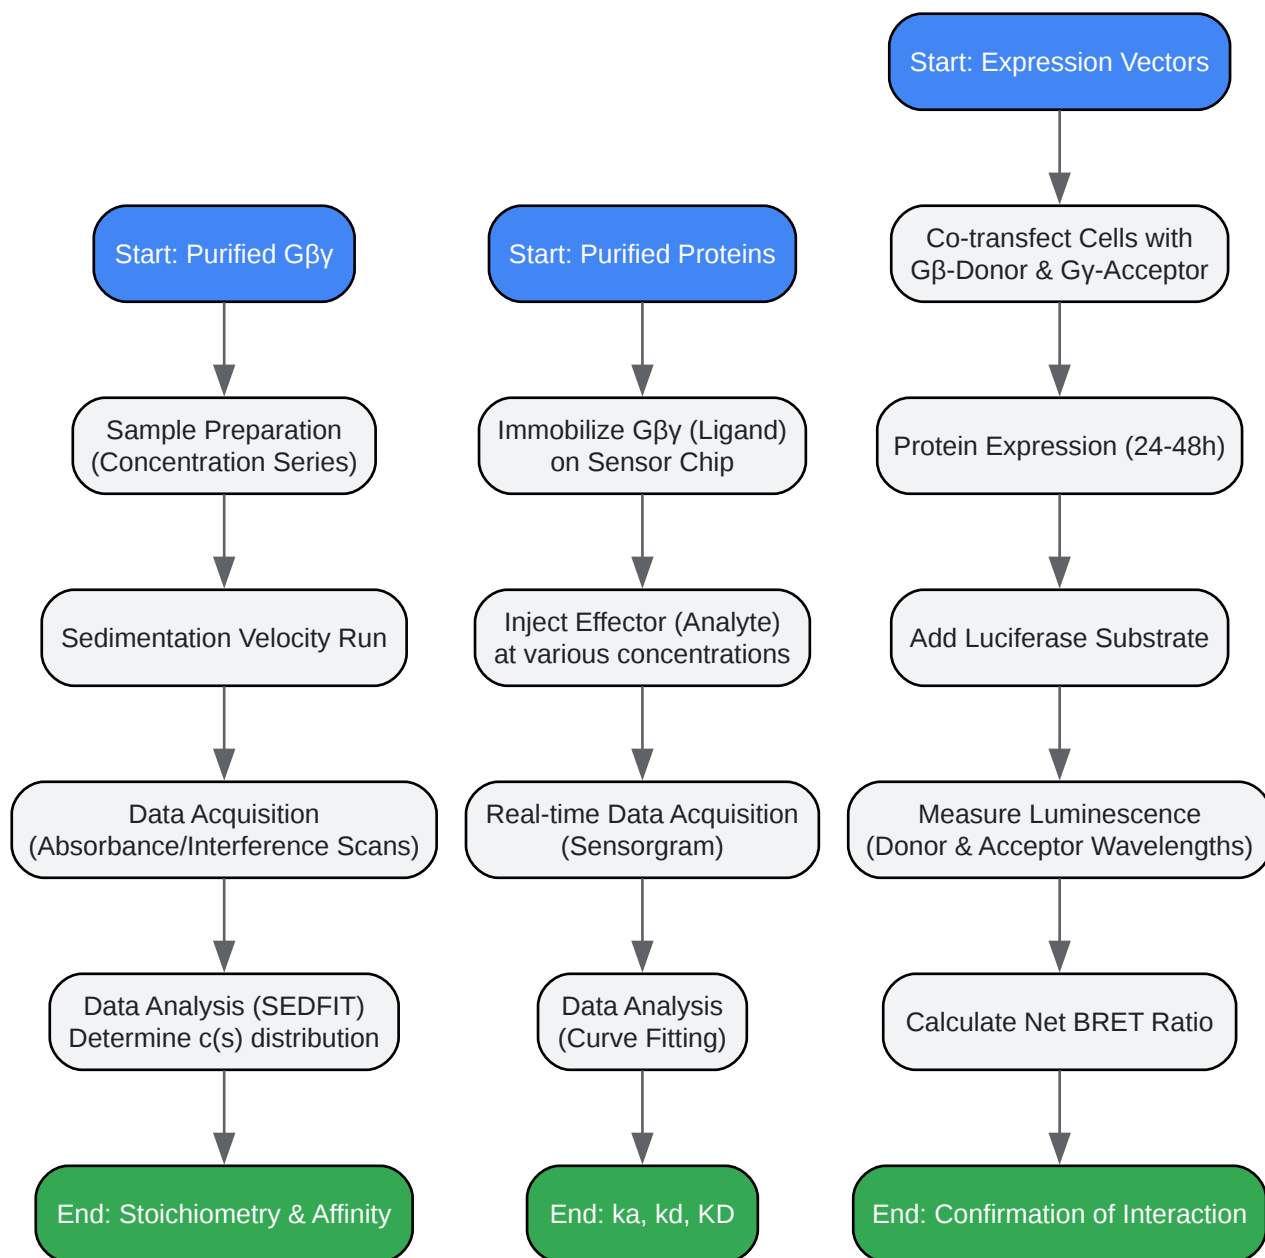 Start: Purified Gβγ
Sample Preparation
(Concentration Series)
Sedimentation Velocity Run
Data Acquisition
(Absorbance/Interference Scans)
Data Analysis (SEDFIT)
Determine c(s) distribution
End: Stoichiometry & Affinity
Start: Purified Proteins
Immobilize Gβγ (Ligand)
on Sensor Chip
Inject Effector (Analyte)
at various concentrations
Real-time Data Acquisition
(Sensorgram)
Data Analysis
(Curve Fitting)
End: ka, kd, KD
Start: Expression Vectors
Co-transfect Cells with
Gβ-Donor & Gγ-Acceptor
Protein Expression (24-48h)
Add Luciferase Substrate
Measure Luminescence
(Donor & Acceptor Wavelengths)
Calculate Net BRET Ratio
End: Confirmation of Interaction